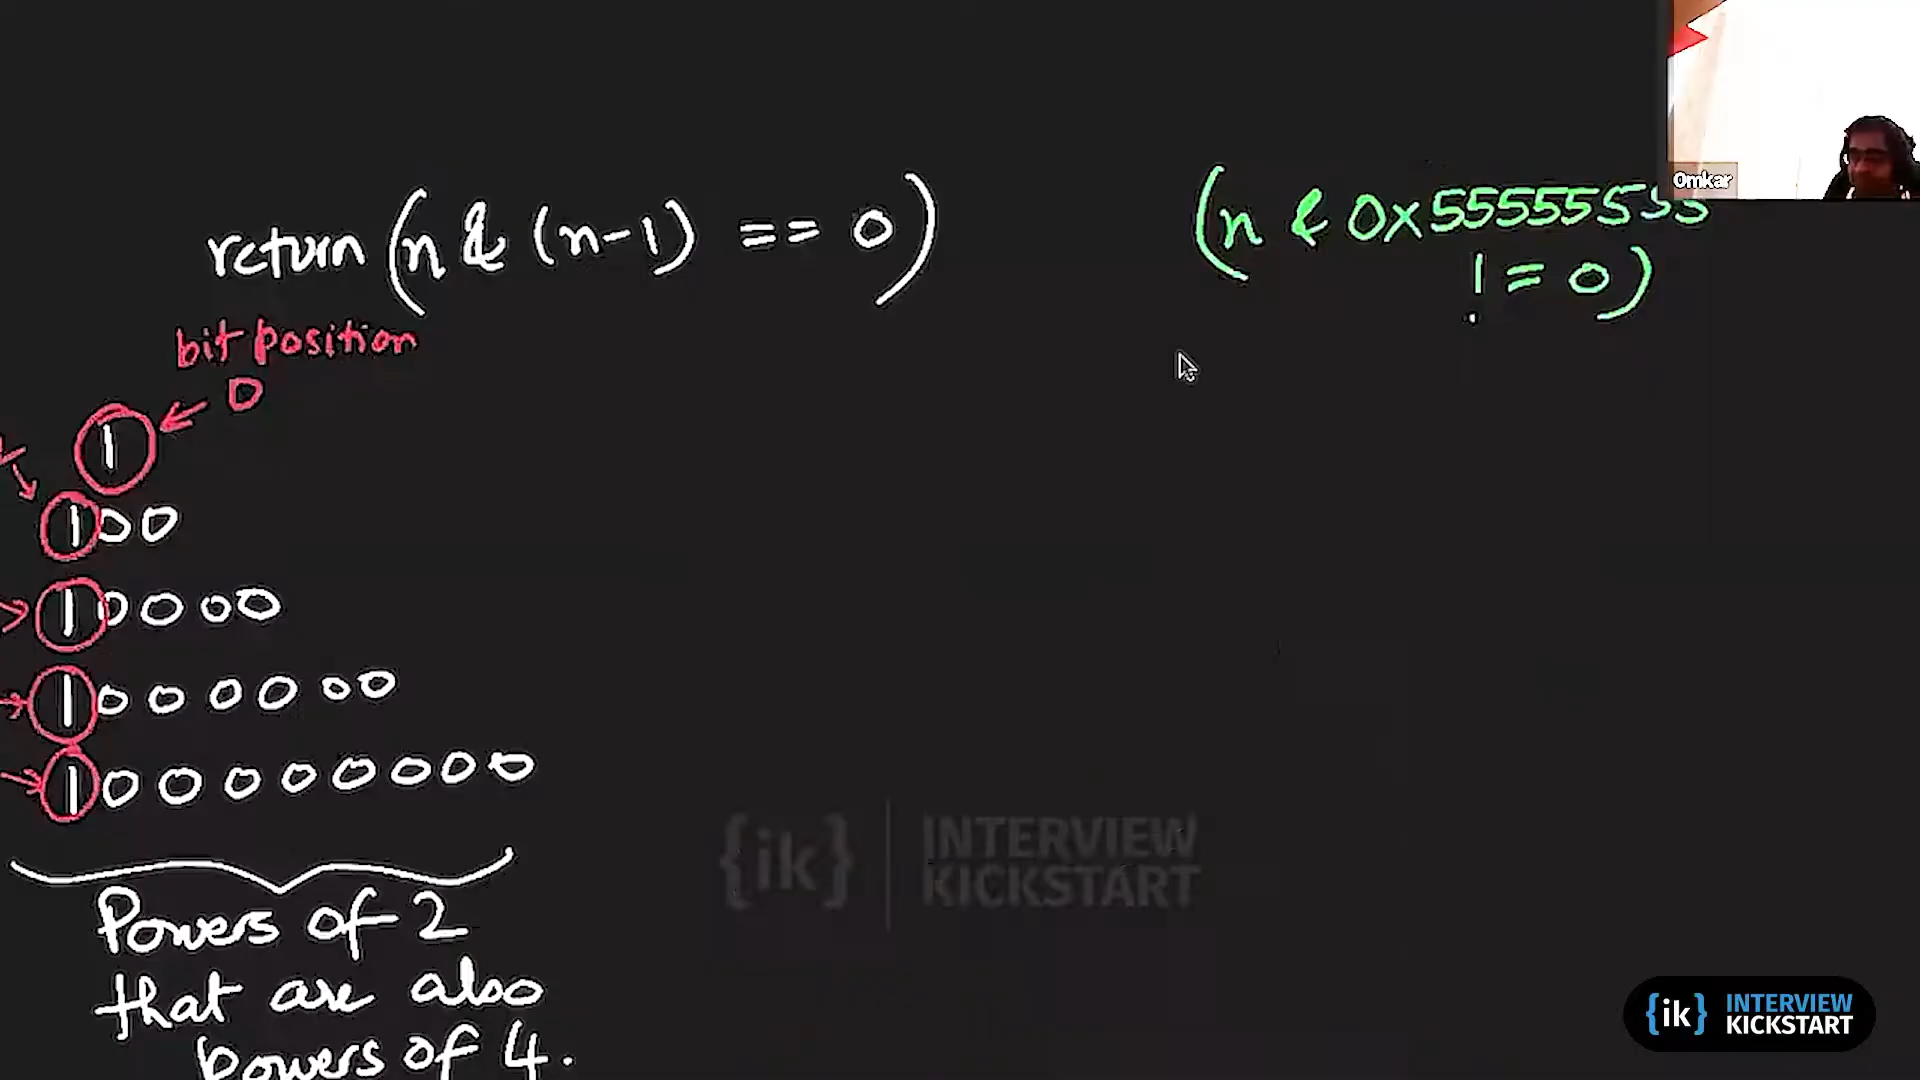 Omkar
return (n & (n-1) == 0)
(n & 0x55555555
!= 0)
bit position
0
1
100
10000
1000000
100000000
Powers of 2
that are also
powers of 4.
{ik} INTERVIEW
KICKSTART
{ik} INTERVIEW
KICKSTART